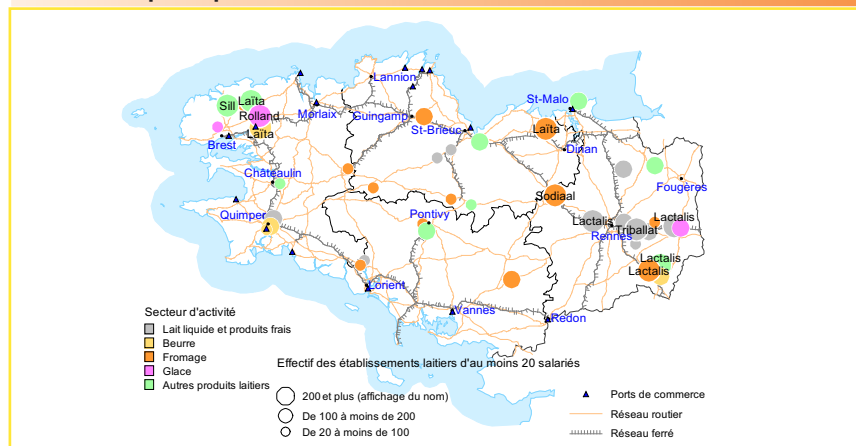 Lannion
St-Malo
Sill
Laïta
Rolland
Morlaix
Guingamp
St-Brieuc
Laïta
Laïta
Brest
Dinan
Châteaulin
Fougères
Sodiaal
Quimper
Pontivy
Lactalis
Triballat
Lactalis
Rennes
Lactalis
Lactalis
Lorient
Vannes
Redon
Secteur d'activité
Lait liquide et produits frais
Beurre
Fromage
Glace
Autres produits laitiers
Effectif des établissements laitiers d'au moins 20 salariés
200 et plus (affichage du nom)
De 100 à moins de 200
De 20 à moins de 100
Ports de commerce
Réseau routier
Réseau ferré